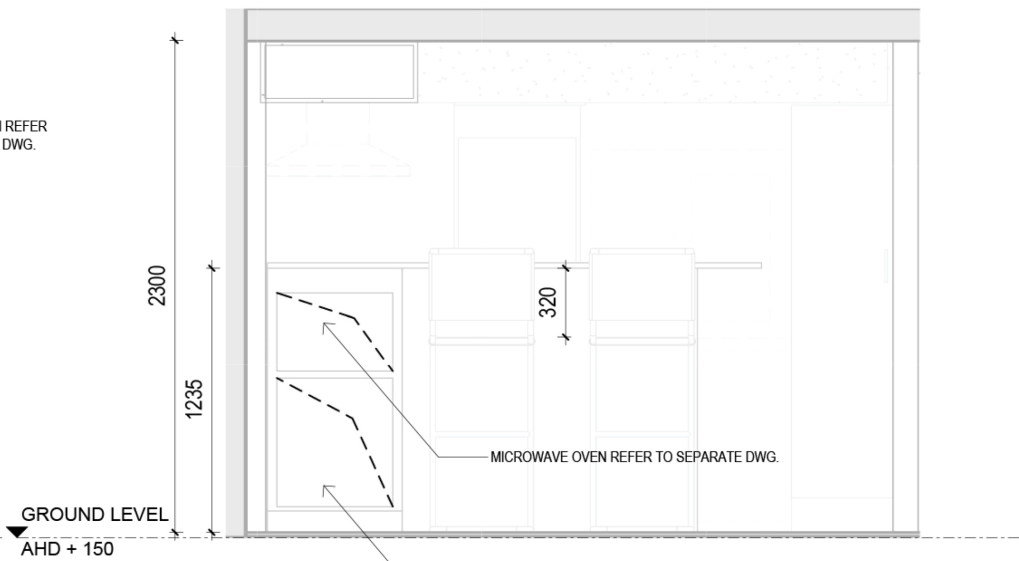 REFER
DWG.
2300
320
1235
MICROWAVE OVEN REFER TO SEPARATE DWG.
GROUND LEVEL
AHD + 150